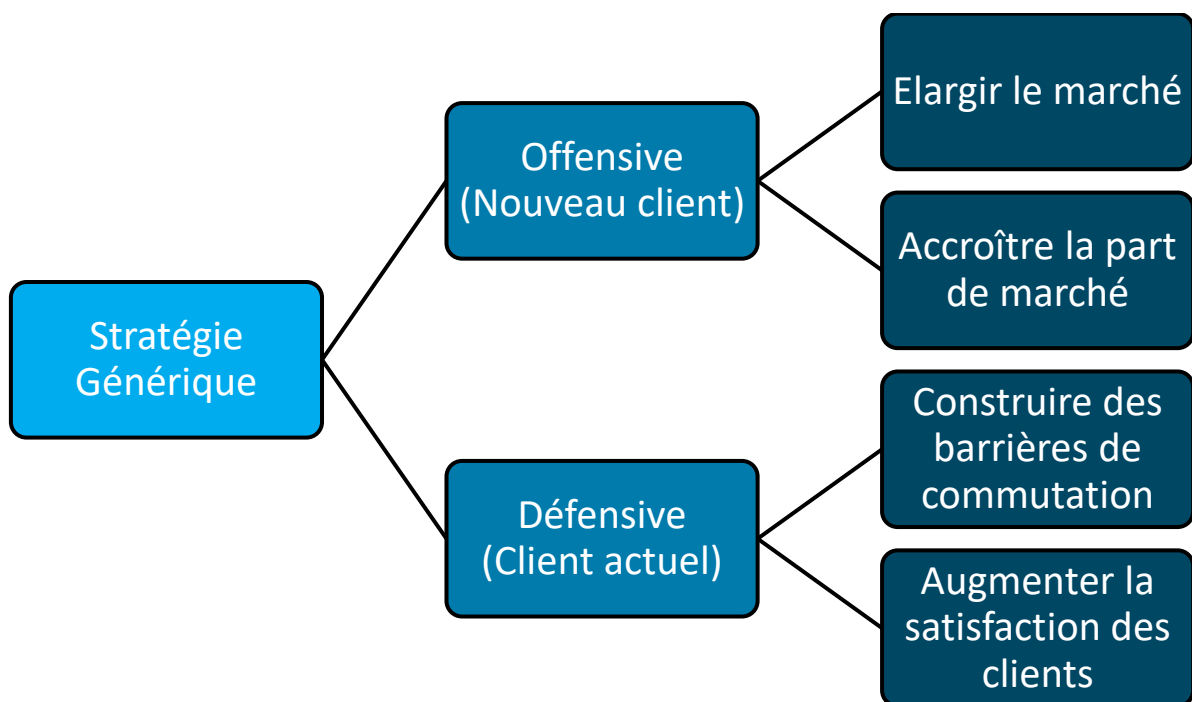 Stratégie
Générique
Offensive
(Nouveau client)
Elargir le marché
Accroître la part
de marché
Défensive
(Client actuel)
Construire des
barrières de
commutation
Augmenter la
satisfaction des
clients